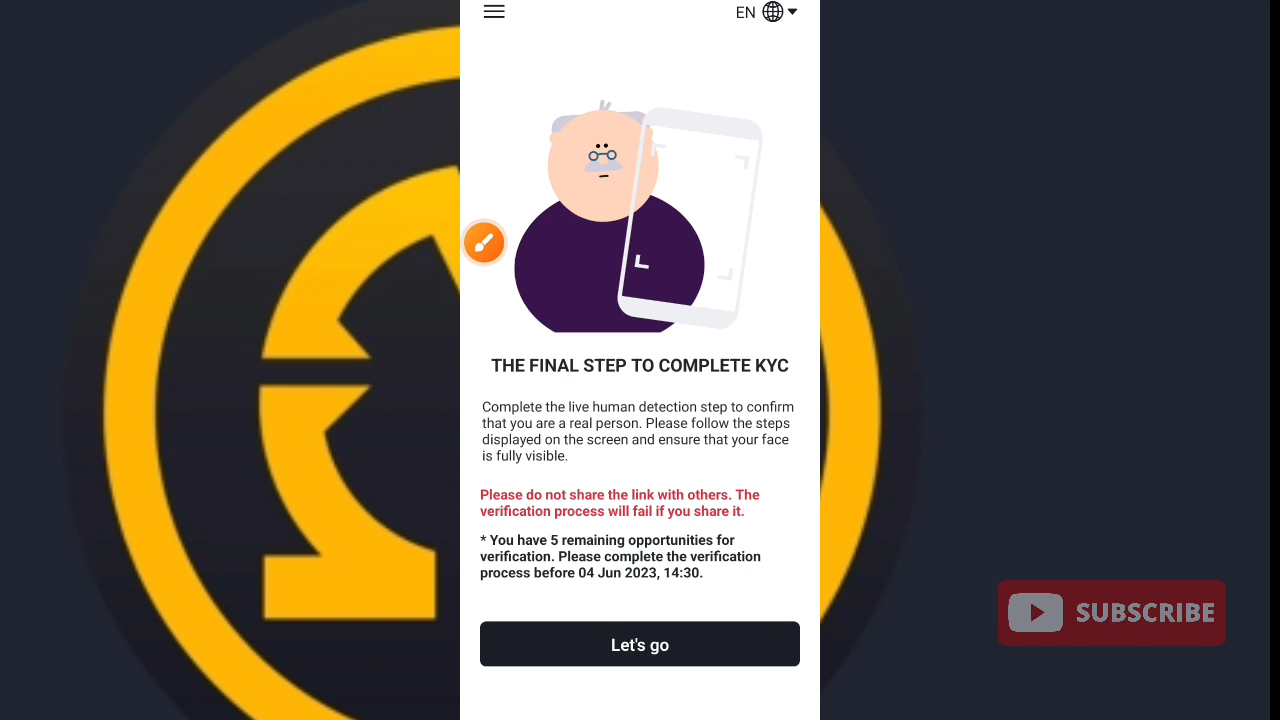 EN
THE FINAL STEP TO COMPLETE KYC
Complete the live human detection step to confirm
that you are a real person. Please follow the steps
displayed on the screen and ensure that your face
is fully visible.
Please do not share the link with others. The
verification process will fail if you share it.
* You have 5 remaining opportunities for
verification. Please complete the verification
process before 04 Jun 2023, 14:30.
SUBSCRIBE
Let's go